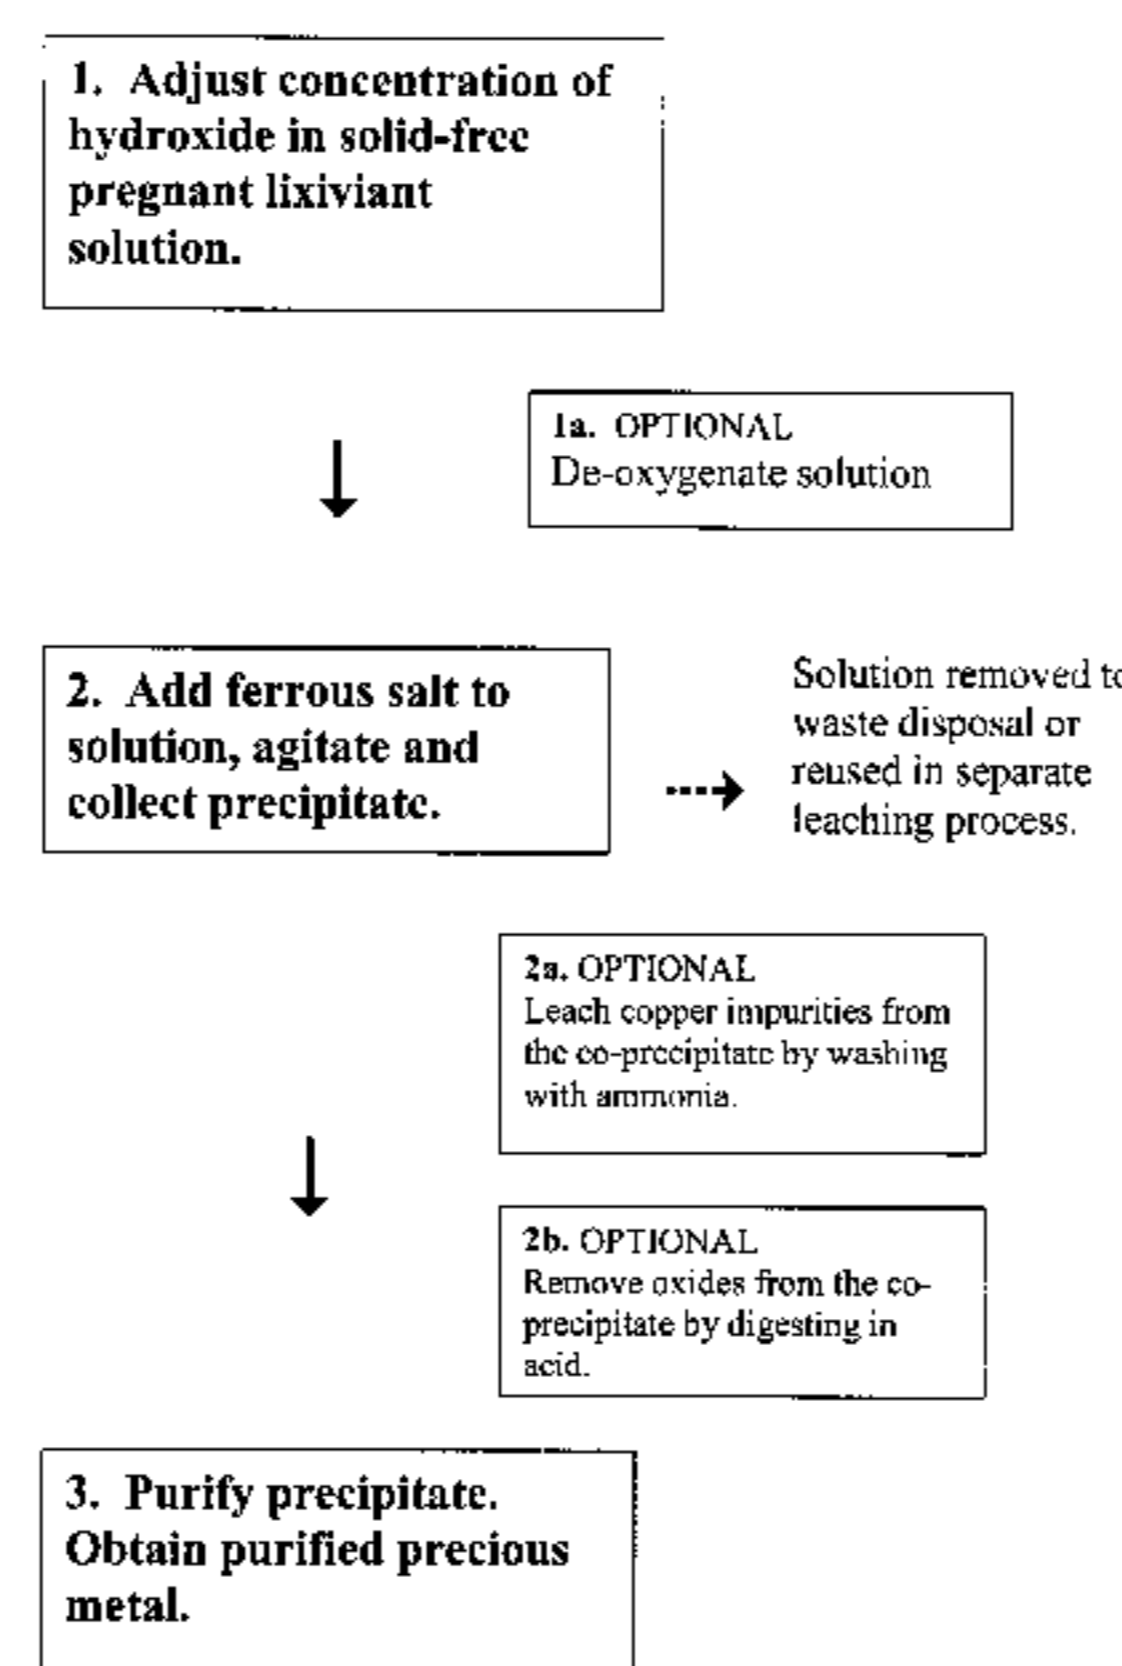 1. Adjust concentration of
hydroxide in solid-free
pregnant lixiviant
solution.
1a. OPTIONAL
De-oxygenate solution
2. Add ferrous salt to
solution, agitate and
collect precipitate.
Solution removed to
waste disposal or
reused in separate
leaching process.
2a. OPTIONAL
Leach copper impurities from
the co-precipitate by washing
with ammonia.
2b. OPTIONAL
Remove oxides from the co-
precipitate by digesting in
acid.
3. Purify precipitate.
Obtain purified precious
metal.